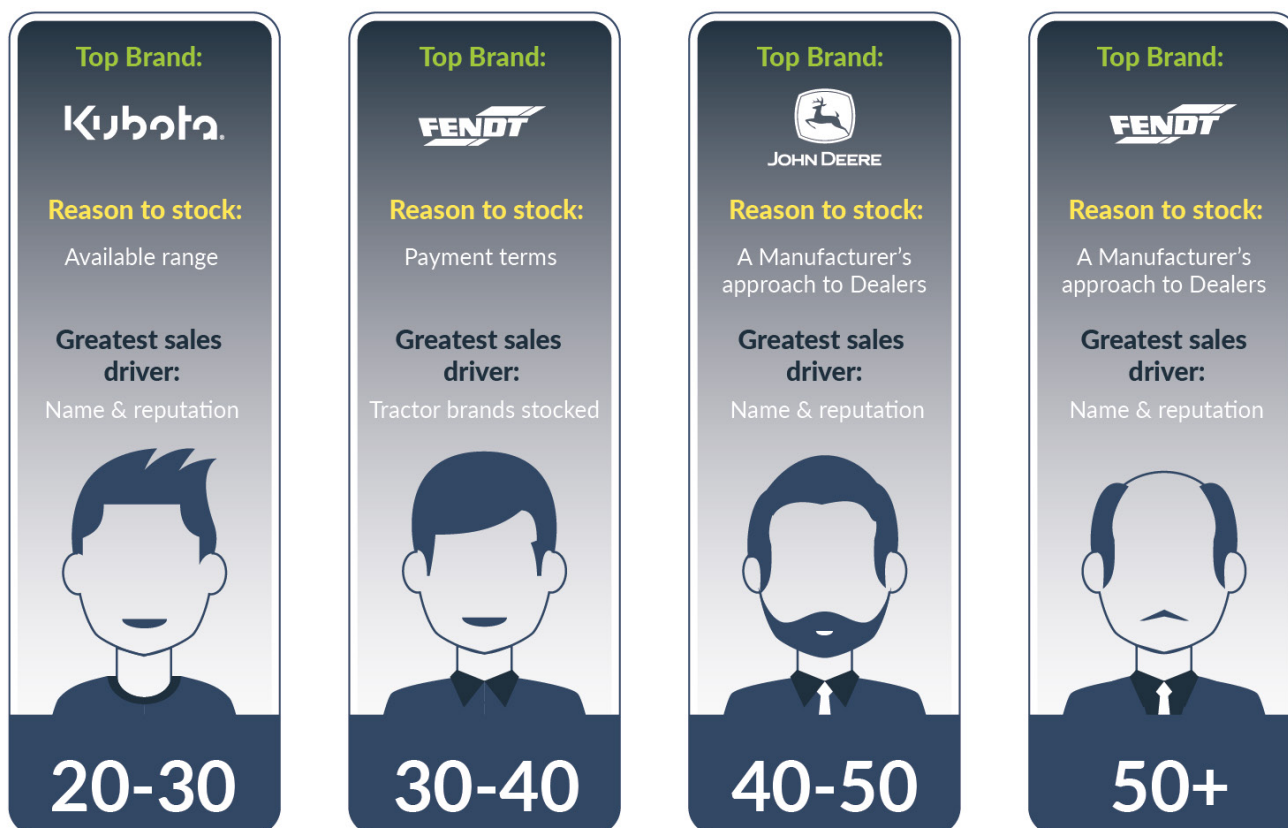 Top Brand:
Kubota.
Reason to stock:
Available range
Greatest sales
driver:
Name & reputation
20-30
Top Brand:
FENDT
Reason to stock:
Payment terms
Greatest sales
driver:
Tractor brands stocked
30-40
Top Brand:
JOHN DEERE
Reason to stock:
A Manufacturer’s
approach to Dealers
Greatest sales
driver:
Name & reputation
40-50
Top Brand:
FENDT
Reason to stock:
A Manufacturer’s
approach to Dealers
Greatest sales
driver:
Name & reputation
50+